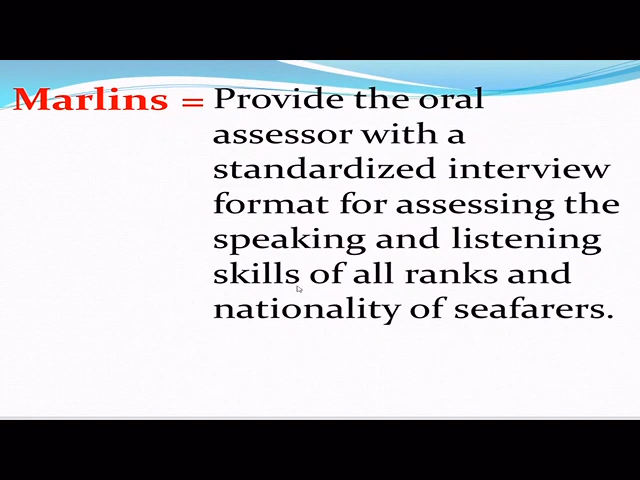 Marlins = Provide the oral
assessor with a
standardized interview
format for assessing the
speaking and listening
skills of all ranks and
nationality of seafarers.